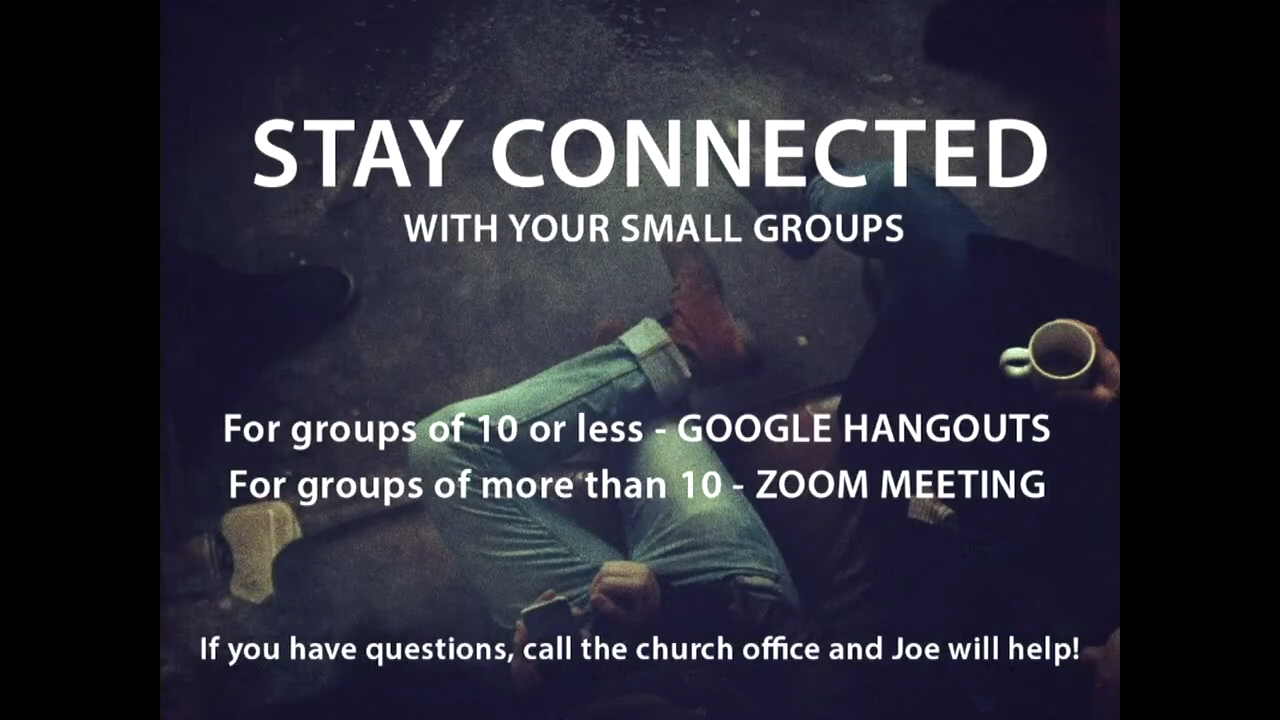 STAY CONNECTED
WITH YOUR SMALL GROUPS
For groups of 10 or less - GOOGLE HANGOUTS
For groups of more than 10 - ZOOM MEETING
If you have questions, call the church office and Joe will help!